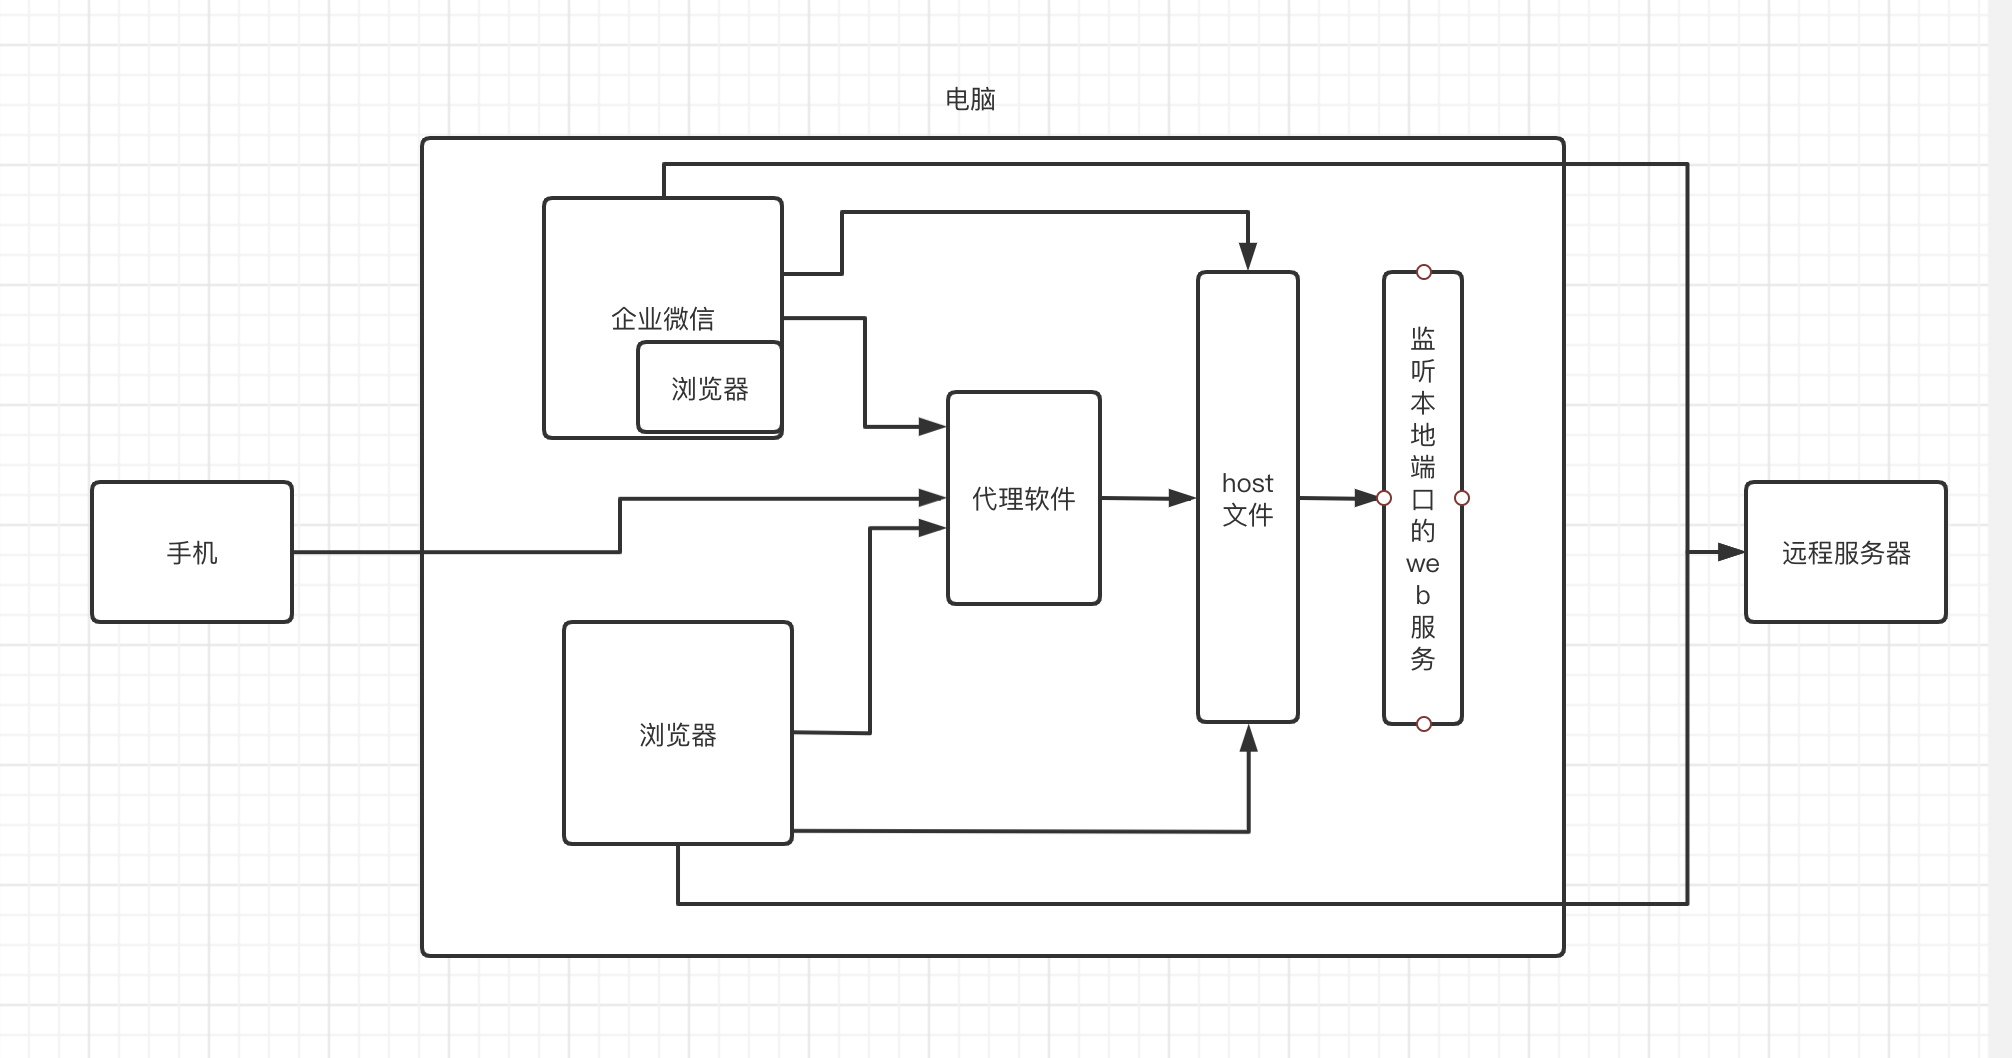 电脑
企业微信
浏览器
手机
代理软件
host
文件
监
听
本
地
端
口
的
we
b
服
务
远程服务器
浏览器